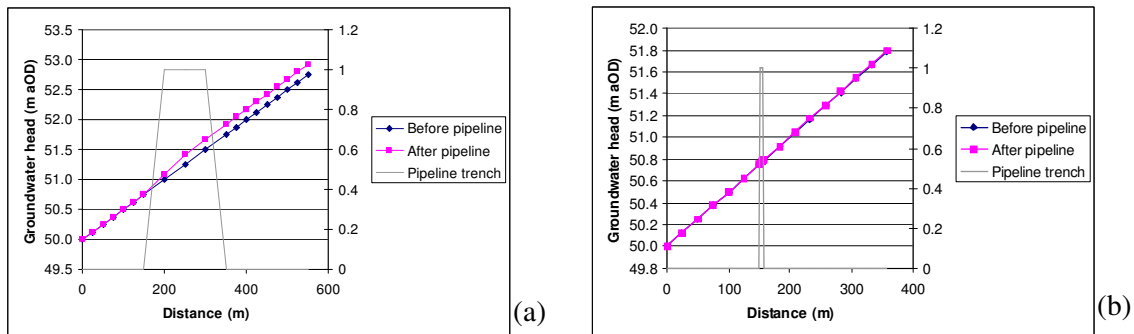 53.5
53.0
52.5
52.0
51.5
51.0
50.5
50.0
49.5
Groundwater head (m aOD)
1.2
1
0.8
0.6
0.4
0.2
0
0 200 400 600
Distance (m)
Before pipeline
After pipeline
Pipeline trench
(a)
52.0
51.8
51.6
51.4
51.2
51.0
50.8
50.6
50.4
50.2
50.0
49.8
Groundwater head (m aOD)
1.2
1
0.8
0.6
0.4
0.2
0
0 100 200 300 400
Distance (m)
Before pipeline
After pipeline
Pipeline trench
(b)